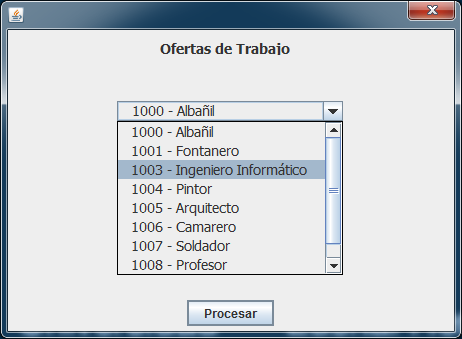 Ofertas de Trabajo
1000 - Albañil
1000 - Albañil
1001 - Fontanero
1003 - Ingeniero Informático
1004 - Pintor
1005 - Arquitecto
1006 - Camarero
1007 - Soldador
1008 - Profesor
Procesar